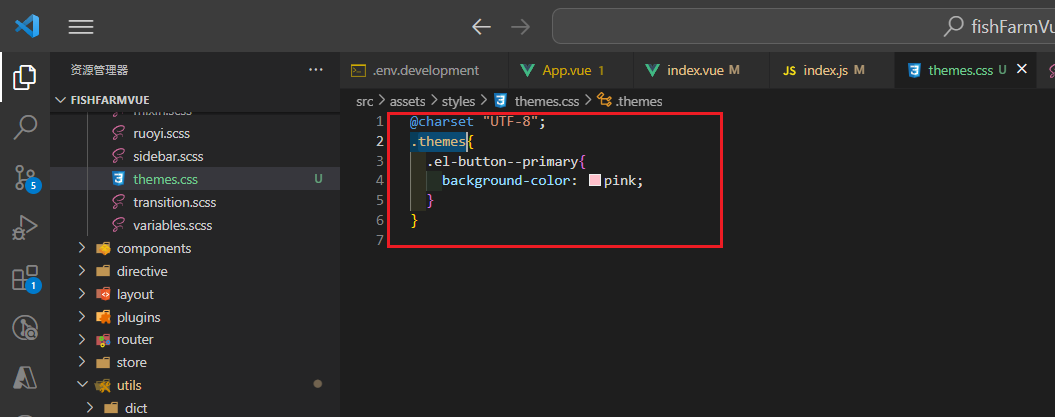 fishFarmVu
资源管理器
.env.development
App.vue 1
index.vue M
JS index.js M
themes.css U
FISHFARMVUE
src > assets > styles > themes.css > .themes
mixin.scss
ruoyi.scss
sidebar.scss
themes.css U
transition.scss
variables.scss
components
directive
layout
plugins
router
store
utils
dict
5
1
1 @charset "UTF-8";
2 .themes{
3 .el-button--primary{
4 background-color: pink;
5 }
6 }
7